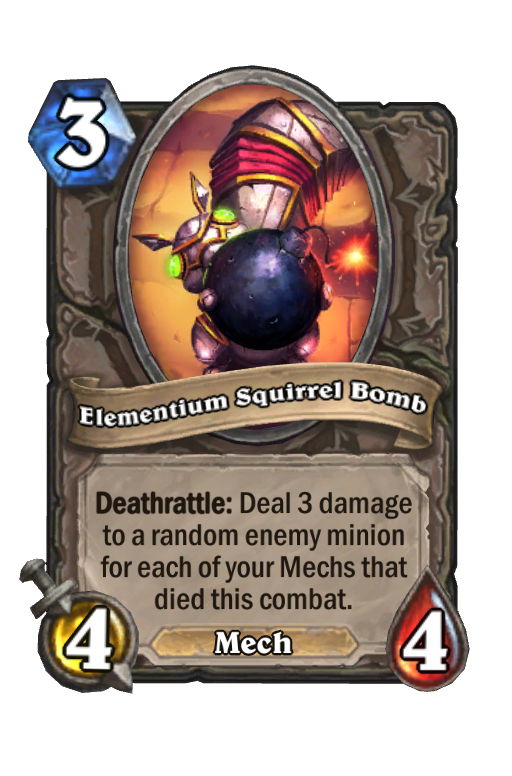 3
Elementium Squirrel Bomb
Deathrattle: Deal 3 damage
to a random enemy minion
for each of your Mechs that
died this combat.
4
Mech
4